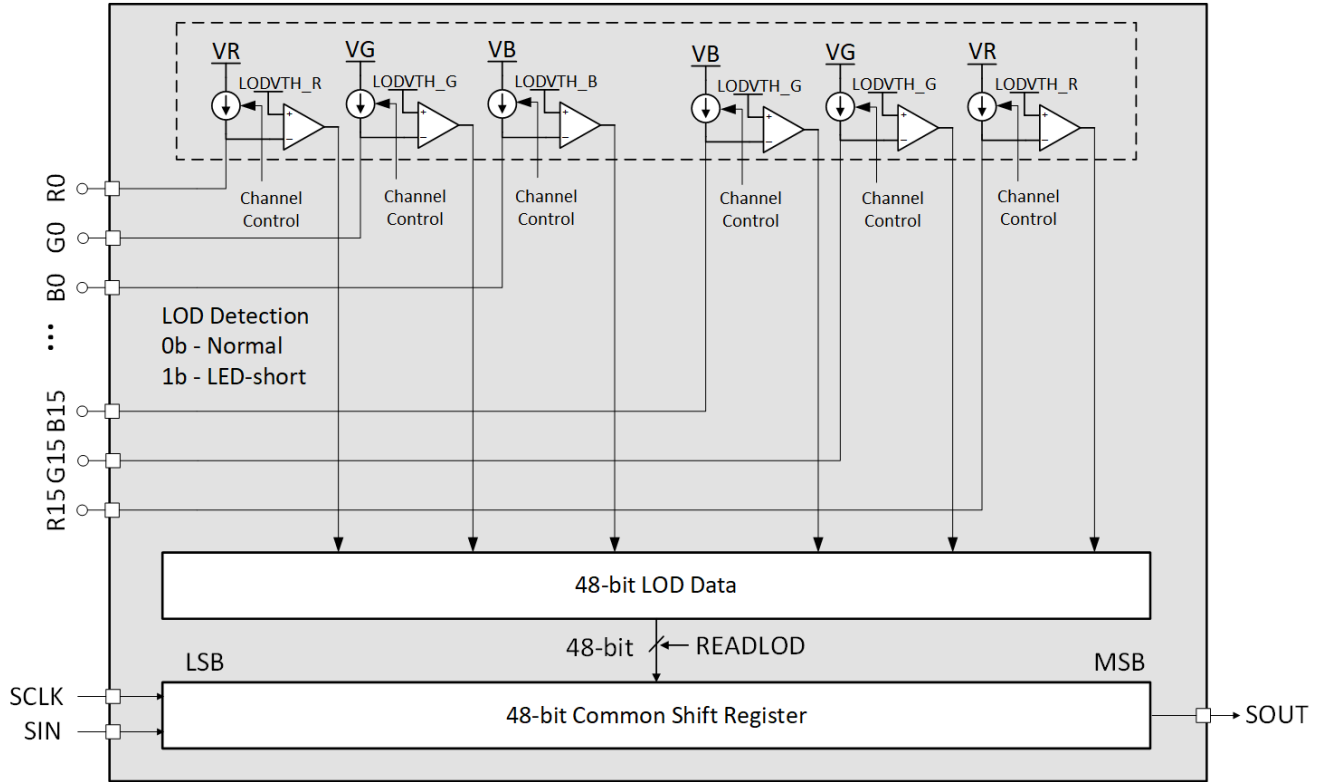 VR
VG
VB
VB
VG
VR
LODVTH_R
LODVTH_G
LODVTH_B
LODVTH_G
LODVTH_G
LODVTH_R
+
+
+
+
+
+
−
−
−
−
−
−
R0
Channel
Control
Channel
Control
Channel
Control
Channel
Control
Channel
Control
Channel
Control
G0
B0
...
LOD Detection
0b - Normal
1b - LED-short
B15
G15
R15
48-bit LOD Data
48-bit
READLOD
LSB
MSB
SCLK
SIN
48-bit Common Shift Register
SOUT